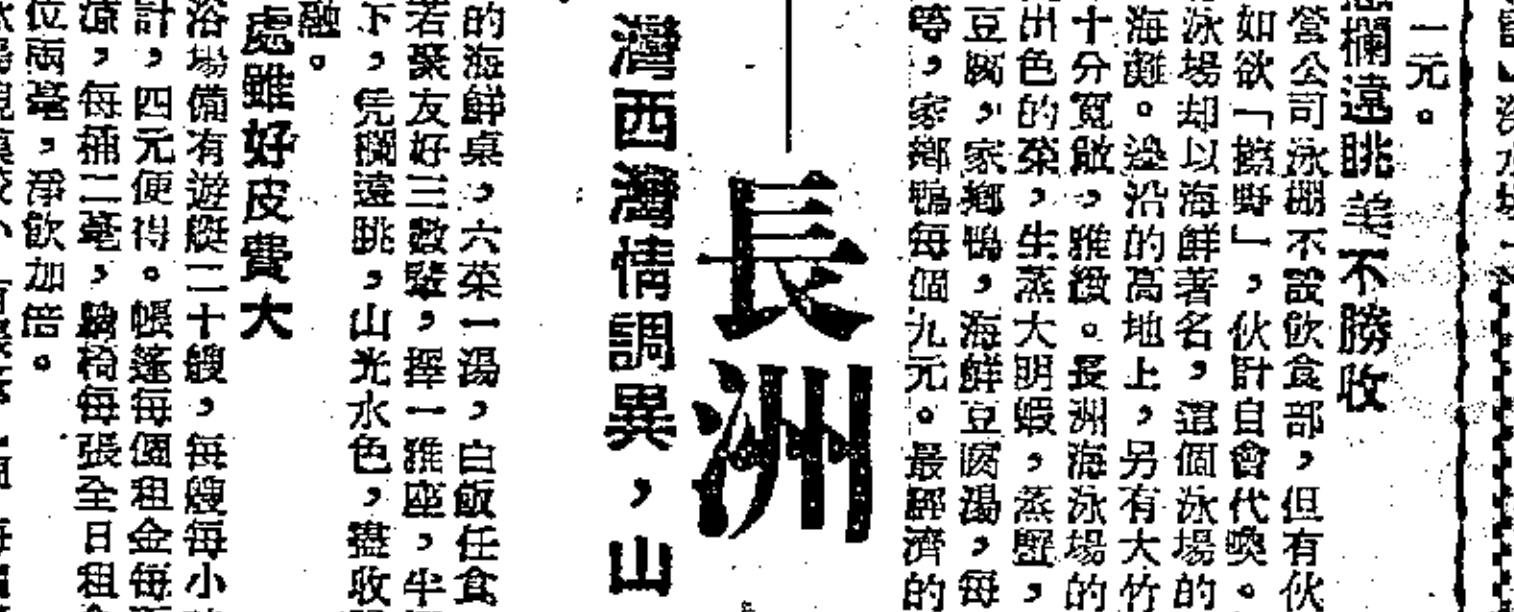 一元。
欄遠眺美不勝收
營公司泳棚不設飲食部，但有伙
如欲「撚野」，伙計自會代喚。
泳場却以海鮮著名，這個泳場的
海灘。邊沿的高地上，另有大竹
十分寬敞，雅緻。長洲海泳場的
出色的菜，生蒸大明蝦，蒸蟹，
豆腐，家鄉鴨，海鮮豆腐湯，每
等，家鄉鴨每個九元。最經濟的
長洲
灣西灣情調異，山
的海鮮桌，六菜一湯，白飯任食
若聚友好三數輩，擇一雅座，牛
下，凭欄遠眺，山光水色，盡收
融。
處雖好皮費大
浴場備有遊艇二十艘，每艘每小
計，四元便得。帳篷每個租金每
每桶二毫，輪椅每張全日租
位兩毫，淨飲加倍。